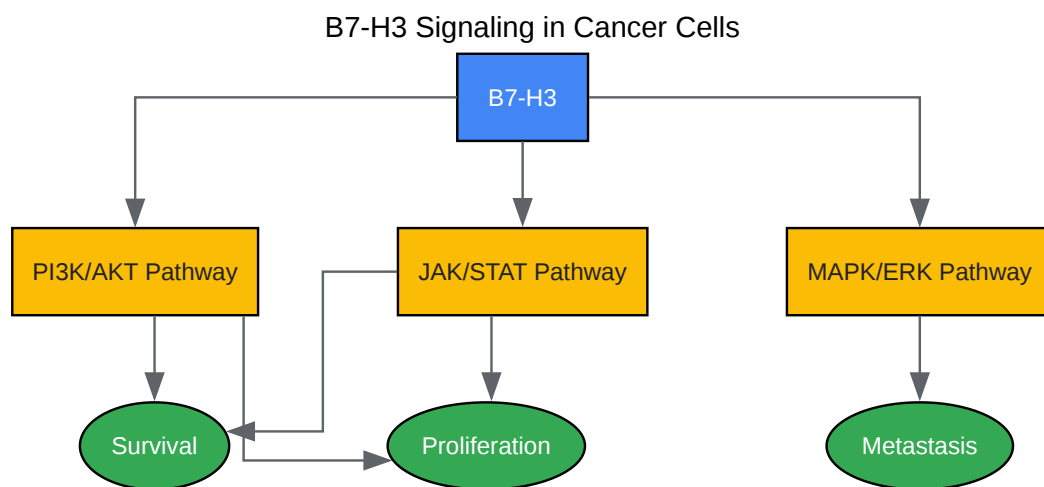 B7-H3 Signaling in Cancer Cells
B7-H3
PI3K/AKT Pathway
JAK/STAT Pathway
MAPK/ERK Pathway
Survival
Proliferation
Metastasis